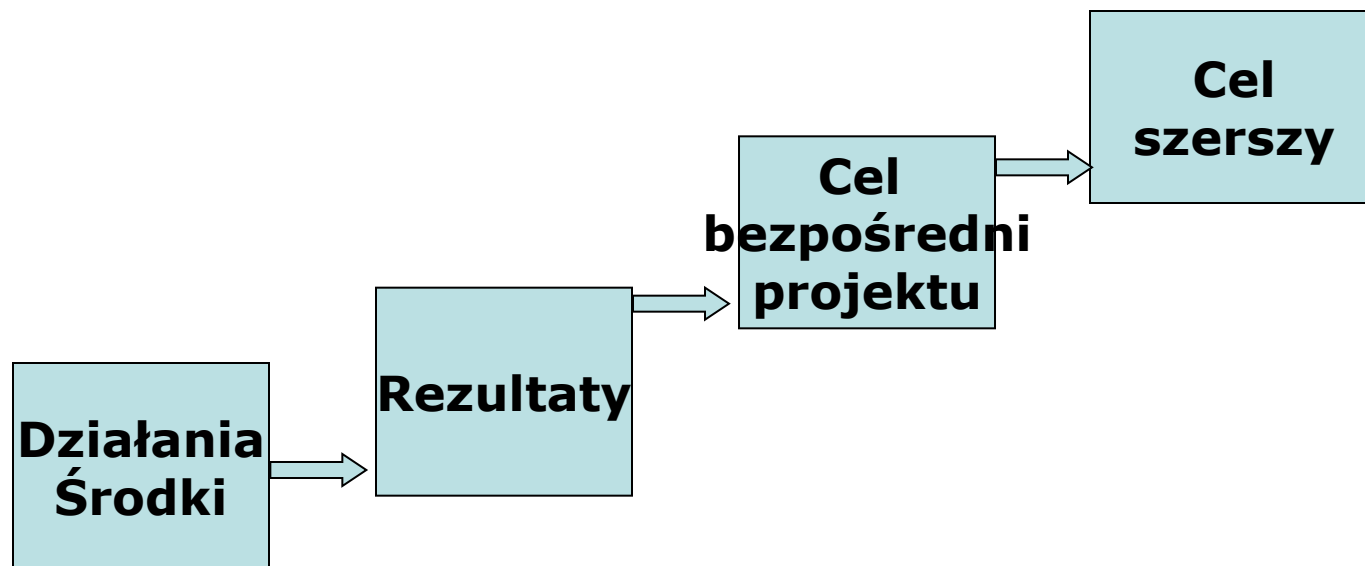 Działania
Środki
Rezultaty
Cel
bezpośredni
projektu
Cel
szerszy